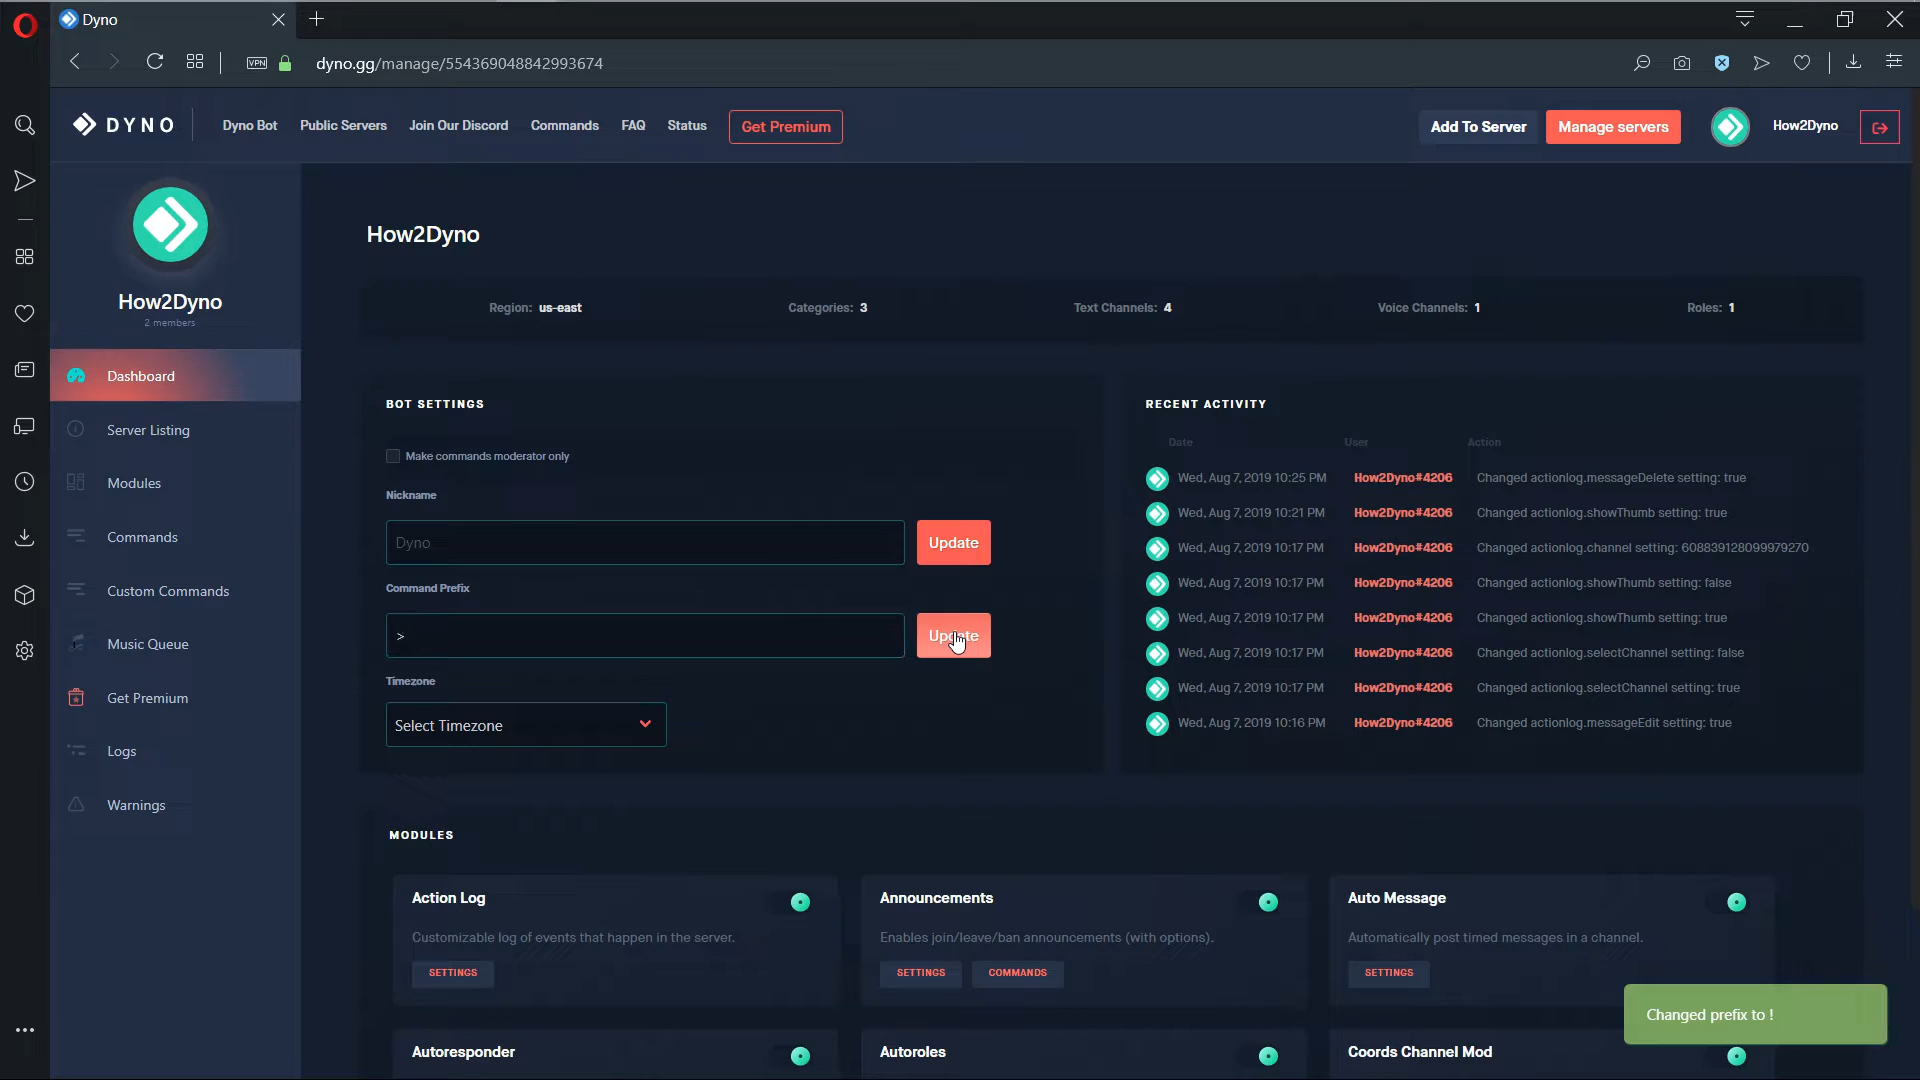 Dyno
VPN
dyno.gg/manage/554369048842993674
DYNO
Dyno Bot
Public Servers
Join Our Discord
Commands
FAQ
Status
Get Premium
Add To Server
Manage servers
How2Dyno
How2Dyno
2 members
Dashboard
Server Listing
Modules
Commands
Custom Commands
Music Queue
Get Premium
Logs
Warnings
How2Dyno
Region: us-east
Categories: 3
Text Channels: 4
Voice Channels: 1
Roles: 1
BOT SETTINGS
Make commands moderator only
Nickname
Dyno
Update
Command Prefix
>
Update
Timezone
Select Timezone
RECENT ACTIVITY
Date User Action
Wed, Aug 7, 2019 10:25 PM How2Dyno#4206 Changed actionlog.messageDelete setting: true
Wed, Aug 7, 2019 10:21 PM How2Dyno#4206 Changed actionlog.showThumb setting: true
Wed, Aug 7, 2019 10:17 PM How2Dyno#4206 Changed actionlog.channel setting: 608839128099979270
Wed, Aug 7, 2019 10:17 PM How2Dyno#4206 Changed actionlog.showThumb setting: false
Wed, Aug 7, 2019 10:17 PM How2Dyno#4206 Changed actionlog.showThumb setting: true
Wed, Aug 7, 2019 10:17 PM How2Dyno#4206 Changed actionlog.selectChannel setting: false
Wed, Aug 7, 2019 10:17 PM How2Dyno#4206 Changed actionlog.selectChannel setting: true
Wed, Aug 7, 2019 10:16 PM How2Dyno#4206 Changed actionlog.messageEdit setting: true
MODULES
Action Log
Customizable log of events that happen in the server.
SETTINGS
Announcements
Enables join/leave/ban announcements (with options).
SETTINGS
COMMANDS
Auto Message
Automatically post timed messages in a channel.
SETTINGS
Autoresponder
Autoroles
Coords Channel Mod
Changed prefix to !